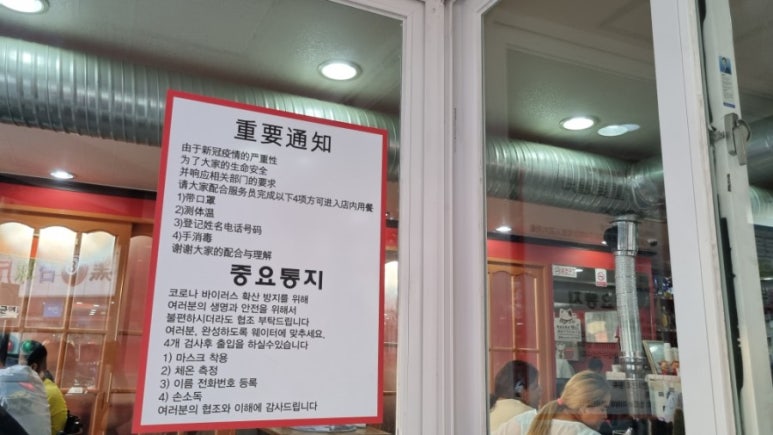 重要通知
由于新冠疫情的严重性
为了大家的生命安全
并响应相关部门的要求
请大家配合服务员完成以下4项方可进入店内用餐
1)带口罩
2)测体温
3)登记姓名电话号码
4)手消毒
谢谢大家的配合与理解
중요통지
코로나 바이러스 확산 방지를 위해
여러분의 생명과 안전을 위해서
불편하시더라도 협조 부탁드립니다
여러분, 완성하도록 웨이터에 맞추세요.
4개 검사후 출입을 하실수있습니다
1) 마스크 착용
2) 체온 측정
3) 이름 전화번호 등록
4) 손소독
여러분의 협조와 이해에 감사드립니다